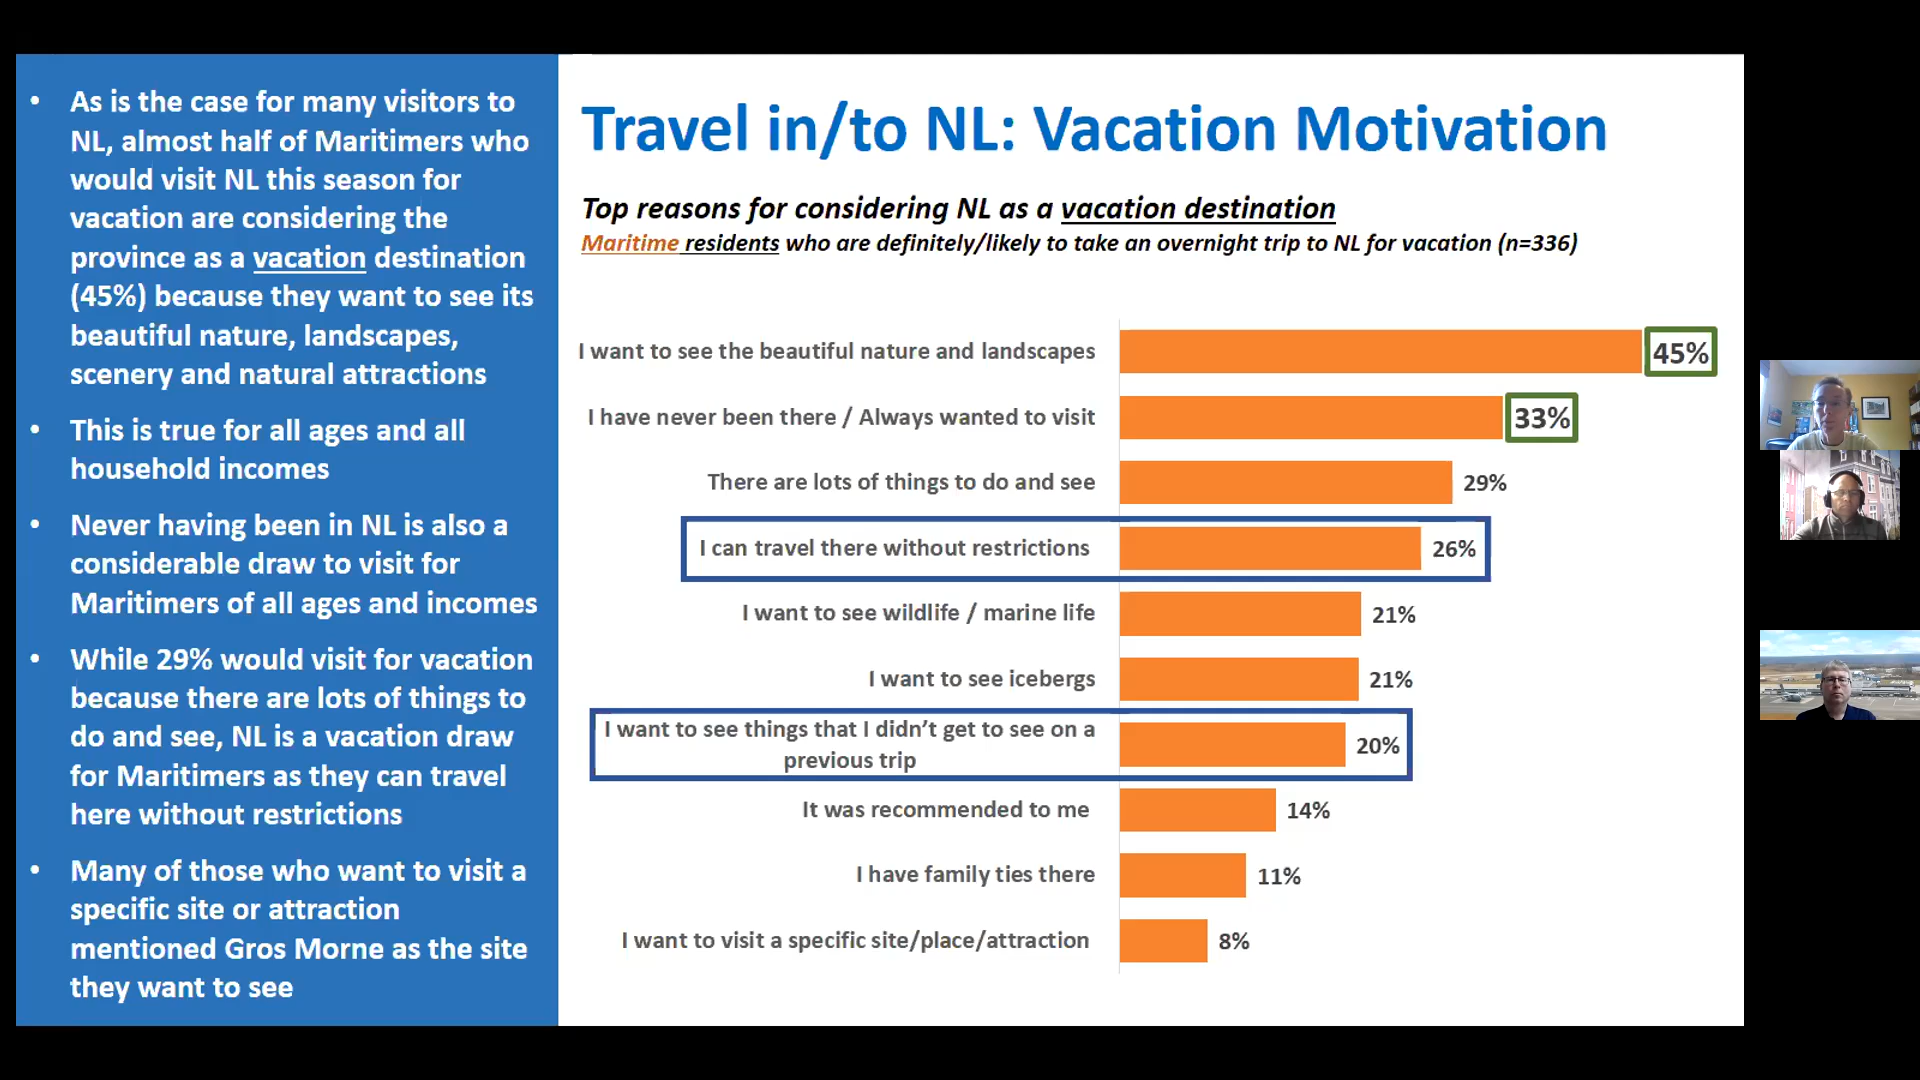 • As is the case for many visitors to
NL, almost half of Maritimers who
would visit NL this season for
vacation are considering the
province as a vacation destination
(45%) because they want to see its
beautiful nature, landscapes,
scenery and natural attractions
• This is true for all ages and all
household incomes
• Never having been in NL is also a
considerable draw to visit for
Maritimers of all ages and incomes
• While 29% would visit for vacation
because there are lots of things to
do and see, NL is a vacation draw
for Maritimers as they can travel
here without restrictions
• Many of those who want to visit a
specific site or attraction
mentioned Gros Morne as the site
they want to see
Travel in/to NL: Vacation Motivation
Top reasons for considering NL as a vacation destination
Maritime residents who are definitely/likely to take an overnight trip to NL for vacation (n=336)
I want to see the beautiful nature and landscapes 45%
I have never been there / Always wanted to visit 33%
There are lots of things to do and see 29%
I can travel there without restrictions 26%
I want to see wildlife / marine life 21%
I want to see icebergs 21%
I want to see things that I didn't get to see on a
previous trip 20%
It was recommended to me 14%
I have family ties there 11%
I want to visit a specific site/place/attraction 8%